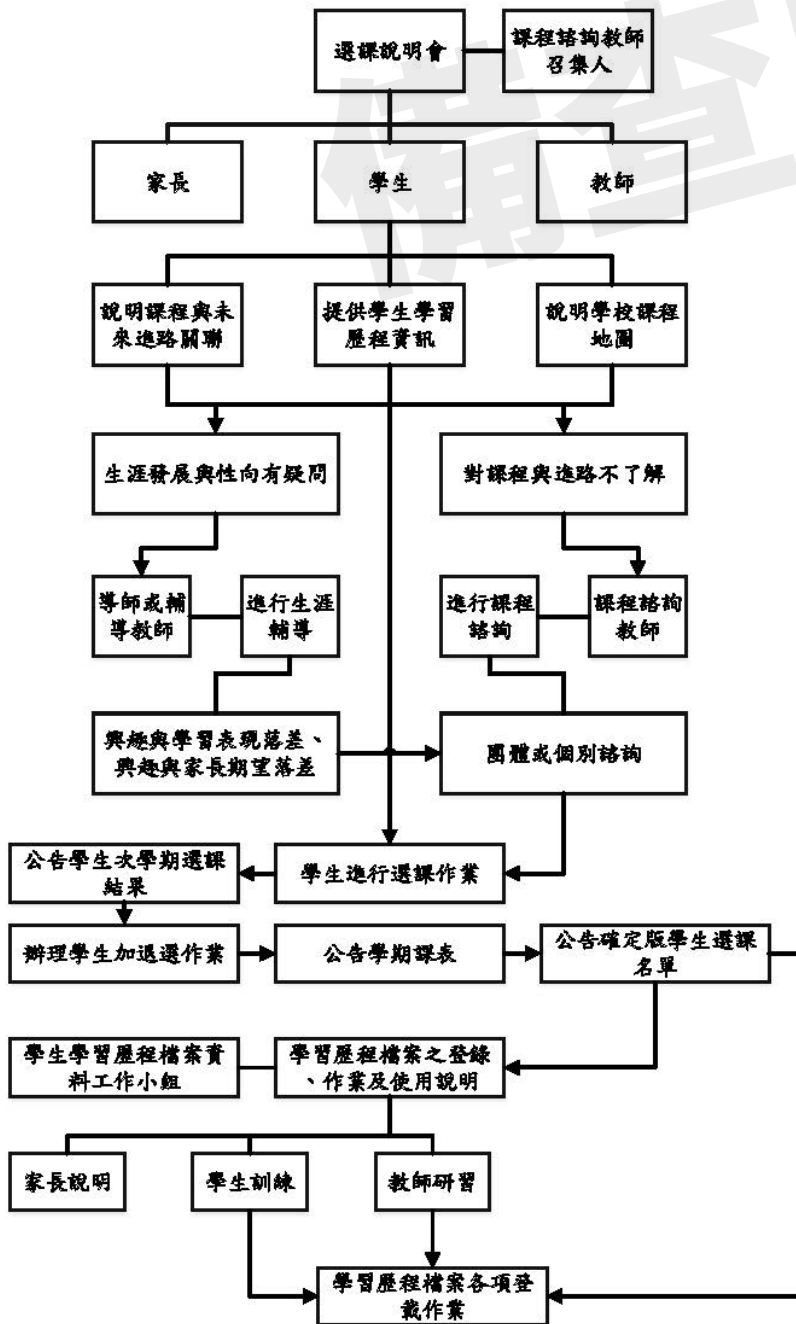 選課說明會
課程諮詢教師
召集人
家長
學生
教師
說明課程與未
來進路關聯
提供學生學習
歷程資訊
說明學校課程
地圖
生涯發展與性向有疑問
對課程與進路不了解
導師或輔
導教師
進行生涯
輔導
進行課程
諮詢
課程諮詢
教師
興趣與學習表現落差、
興趣與家長期望落差
團體或個別諮詢
公告學生次學期選課
結果
學生進行選課作業
辦理學生加退選作業
公告學期課表
公告確定版學生選課
名單
學生學習歷程檔案資
料工作小組
學習歷程檔案之登錄
、作業及使用說明
家長說明
學生訓練
教師研習
學習歷程檔案各項登
載作業
備查